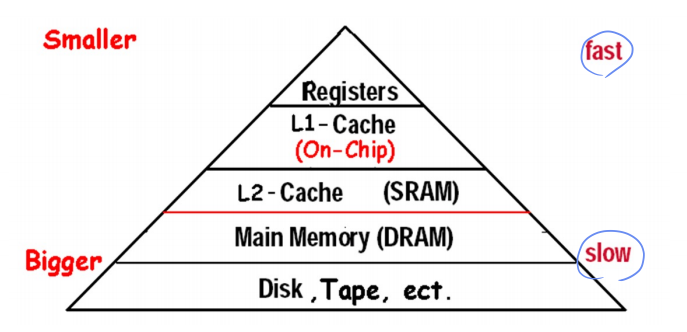 Smaller
fast
Registers
L1-Cache
(On-Chip)
L2-Cache (SRAM)
Main Memory (DRAM)
Bigger
slow
Disk, Tape, ect.